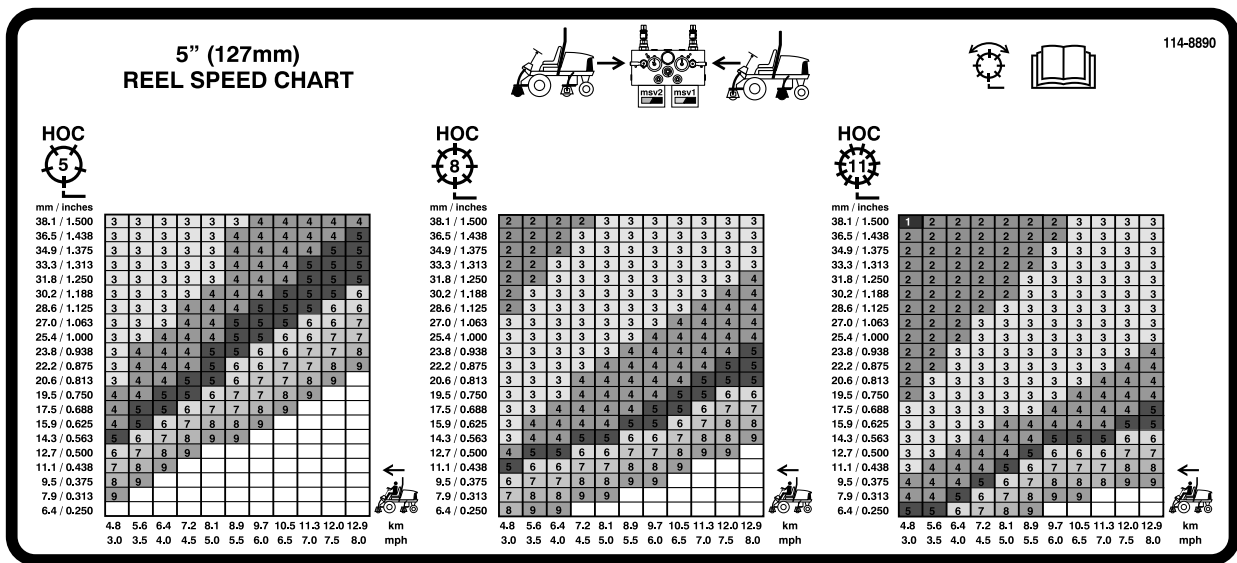 114-8890
5” (127mm)
REEL SPEED CHART
msv2 msv1
HOC
5
mm / inches
38.1 / 1.500 3 3 3 3 3 3 4 4 4 4 4
36.5 / 1.438 3 3 3 3 3 4 4 4 4 4 5
34.9 / 1.375 3 3 3 3 3 4 4 4 4 5 5
33.3 / 1.313 3 3 3 3 3 4 4 4 5 5 5
31.8 / 1.250 3 3 3 3 3 4 4 4 5 5 5
30.2 / 1.188 3 3 3 3 4 4 4 5 5 5 6
28.6 / 1.125 3 3 3 4 4 4 5 5 5 6 6
27.0 / 1.063 3 3 3 4 4 5 5 5 6 6 7
25.4 / 1.000 3 3 4 4 4 5 5 6 6 7 7
23.8 / 0.938 3 4 4 4 5 5 6 6 7 7 8
22.2 / 0.875 3 4 4 4 5 6 6 7 7 8 9
20.6 / 0.813 3 4 4 5 5 6 7 7 8 9
19.5 / 0.750 4 4 5 5 6 7 7 8 9
17.5 / 0.688 4 5 5 6 7 7 8 9
15.9 / 0.625 4 5 6 7 8 8 9
14.3 / 0.563 5 6 7 8 9 9
12.7 / 0.500 6 7 8 9
11.1 / 0.438 7 8 9
9.5 / 0.375 8 9
7.9 / 0.313 9
6.4 / 0.250
4.8 5.6 6.4 7.2 8.1 8.9 9.7 10.5 11.3 12.0 12.9 km
3.0 3.5 4.0 4.5 5.0 5.5 6.0 6.5 7.0 7.5 8.0 mph
HOC
8
mm / inches
38.1 / 1.500 2 2 2 2 3 3 3 3 3 3 3
36.5 / 1.438 2 2 2 3 3 3 3 3 3 3 3
34.9 / 1.375 2 2 2 3 3 3 3 3 3 3 3
33.3 / 1.313 2 2 3 3 3 3 3 3 3 3 3
31.8 / 1.250 2 2 3 3 3 3 3 3 3 3 4
30.2 / 1.188 2 3 3 3 3 3 3 3 3 4 4
28.6 / 1.125 2 3 3 3 3 3 3 3 3 4 4
27.0 / 1.063 3 3 3 3 3 3 3 4 4 4 4
25.4 / 1.000 3 3 3 3 3 3 4 4 4 4 4
23.8 / 0.938 3 3 3 3 3 4 4 4 4 4 5
22.2 / 0.875 3 3 3 3 4 4 4 4 4 5 5
20.6 / 0.813 3 3 3 4 4 4 4 4 5 5 5
19.5 / 0.750 3 3 3 4 4 4 4 5 5 6 6
17.5 / 0.688 3 3 4 4 4 4 5 5 6 7 7
15.9 / 0.625 3 4 4 4 4 5 5 6 7 7 8
14.3 / 0.563 3 4 4 5 5 6 6 7 8 8 9
12.7 / 0.500 4 5 5 6 6 7 7 8 9 9
11.1 / 0.438 5 6 6 7 7 8 8 9
9.5 / 0.375 6 6 7 7 8 9 9
7.9 / 0.313 7 8 8 9 9
6.4 / 0.250 8 9 9
4.8 5.6 6.4 7.2 8.1 8.9 9.7 10.5 11.3 12.0 12.9 km
3.0 3.5 4.0 4.5 5.0 5.5 6.0 6.5 7.0 7.5 8.0 mph
HOC
11
mm / inches
38.1 / 1.500 1 2 2 2 2 2 2 3 3 3 3
36.5 / 1.438 2 2 2 2 2 2 2 3 3 3 3
34.9 / 1.375 2 2 2 2 2 2 3 3 3 3 3
33.3 / 1.313 2 2 2 2 2 2 3 3 3 3 3
31.8 / 1.250 2 2 2 2 2 3 3 3 3 3 3
30.2 / 1.188 2 2 2 2 2 3 3 3 3 3 3
28.6 / 1.125 2 2 2 2 3 3 3 3 3 3 3
27.0 / 1.063 2 2 2 3 3 3 3 3 3 3 3
25.4 / 1.000 2 2 2 3 3 3 3 3 3 3 3
23.8 / 0.938 2 2 3 3 3 3 3 3 3 3 4
22.2 / 0.875 2 2 3 3 3 3 3 3 3 4 4
20.6 / 0.813 2 3 3 3 3 3 3 3 4 4 4
19.5 / 0.750 2 3 3 3 3 3 3 4 4 4 4
17.5 / 0.688 3 3 3 3 3 3 4 4 4 4 5
15.9 / 0.625 3 3 3 3 3 4 4 4 4 5 5
14.3 / 0.563 3 3 3 4 4 4 5 5 5 6 6
12.7 / 0.500 3 3 4 4 4 5 6 6 7 7 7
11.1 / 0.438 3 4 4 4 5 6 6 7 7 8 8
9.5 / 0.375 4 4 4 5 6 7 7 8 8 9 9
7.9 / 0.313 4 4 5 6 7 8 9 9
6.4 / 0.250 5 5 6 7 8 9
4.8 5.6 6.4 7.2 8.1 8.9 9.7 10.5 11.3 12.0 12.9 km
3.0 3.5 4.0 4.5 5.0 5.5 6.0 6.5 7.0 7.5 8.0 mph